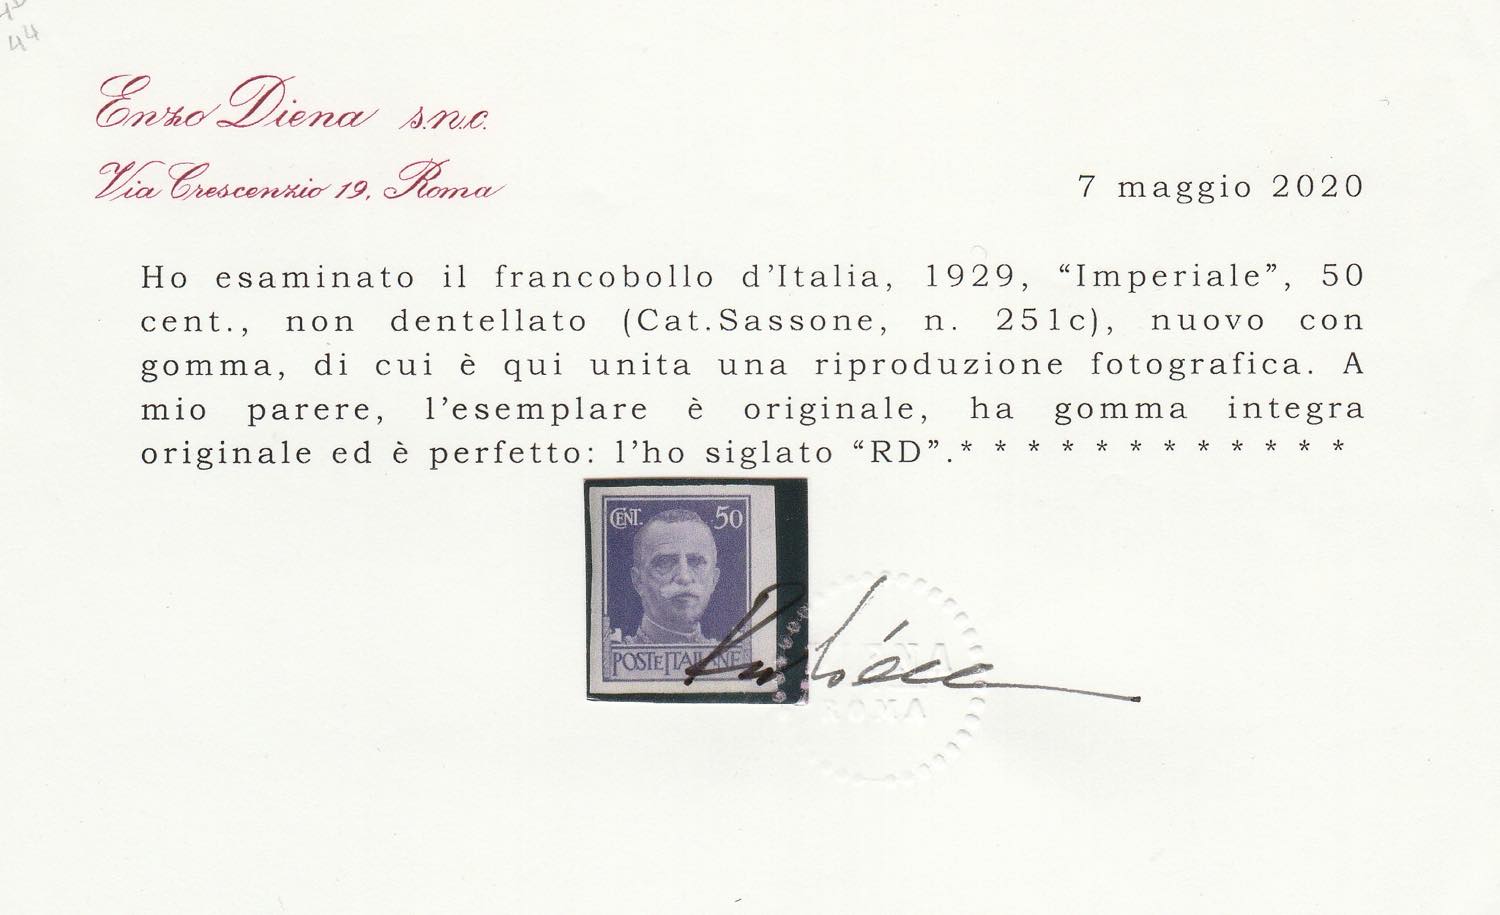 44
Enzo Diena s.n.c.
Via Crescenzio 19, Roma
7 maggio 2020
Ho esaminato il francobollo d’Italia, 1929, “Imperiale”, 50
cent., non dentellato (Cat.Sassone, n. 251c), nuovo con
gomma, di cui è qui unita una riproduzione fotografica. A
mio parere, l’esemplare è originale, ha gomma integra
originale ed è perfetto: l’ho siglato “RD”.* * * * * * * * * * * *
CENT. 50
POSTE ITALIANE